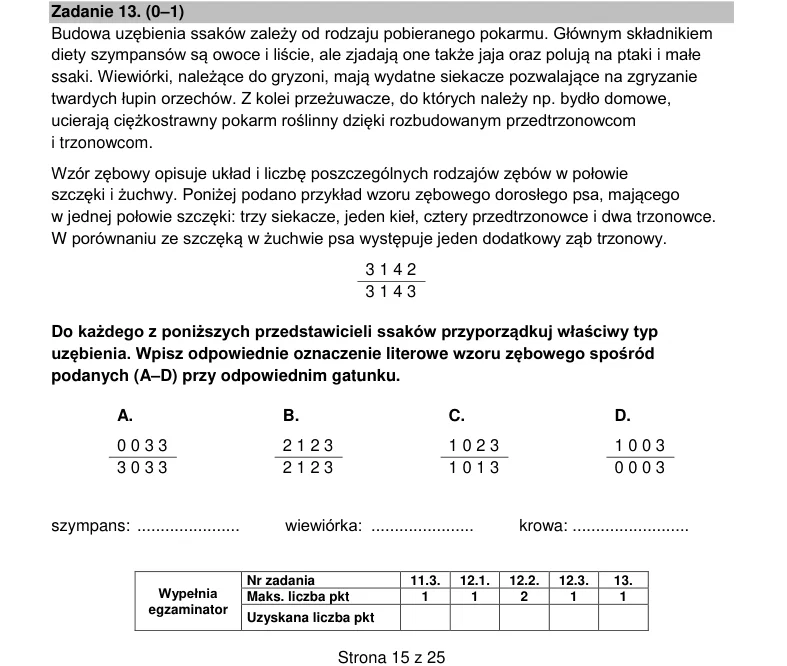 Zadanie 13. (0–1)
Budowa uzębienia ssaków zależy od rodzaju pobieranego pokarmu. Głównym składnikiem
diety szympansów są owoce i liście, ale zjadają one także jaja oraz polują na ptaki i małe
ssaki. Wiewiórki, należące do gryzoni, mają wydatne siekacze pozwalające na zgryzanie
twardych łupin orzechów. Z kolei przeżuwacze, do których należy np. bydło domowe,
ucierają ciężkostrawny pokarm roślinny dzięki rozbudowanym przedtrzonowcom
i trzonowcom.
Wzór zębowy opisuje układ i liczbę poszczególnych rodzajów zębów w połowie
szczęki i żuchwy. Poniżej podano przykład wzoru zębowego dorosłego psa, mającego
w jednej połowie szczęki: trzy siekacze, jeden kieł, cztery przedtrzonowce i dwa trzonowce.
W porównaniu ze szczęką w żuchwie psa występuje jeden dodatkowy ząb trzonowy.
3 1 4 2
3 1 4 3
Do każdego z poniższych przedstawicieli ssaków przyporządkuj właściwy typ
uzębienia. Wpisz odpowiednie oznaczenie literowe wzoru zębowego spośród
podanych (A–D) przy odpowiednim gatunku.
A. B. C. D.
0 0 3 3 2 1 2 3 1 0 2 3 1 0 0 3
3 0 3 3 2 1 2 3 1 0 1 3 0 0 0 3
szympans: ...................... wiewiórka: ...................... krowa: .........................
Wypełnia egzaminator
Nr zadania 11.3. 12.1. 12.2. 12.3. 13.
Maks. liczba pkt 1 1 2 1 1
Uzyskana liczba pkt
Strona 15 z 25